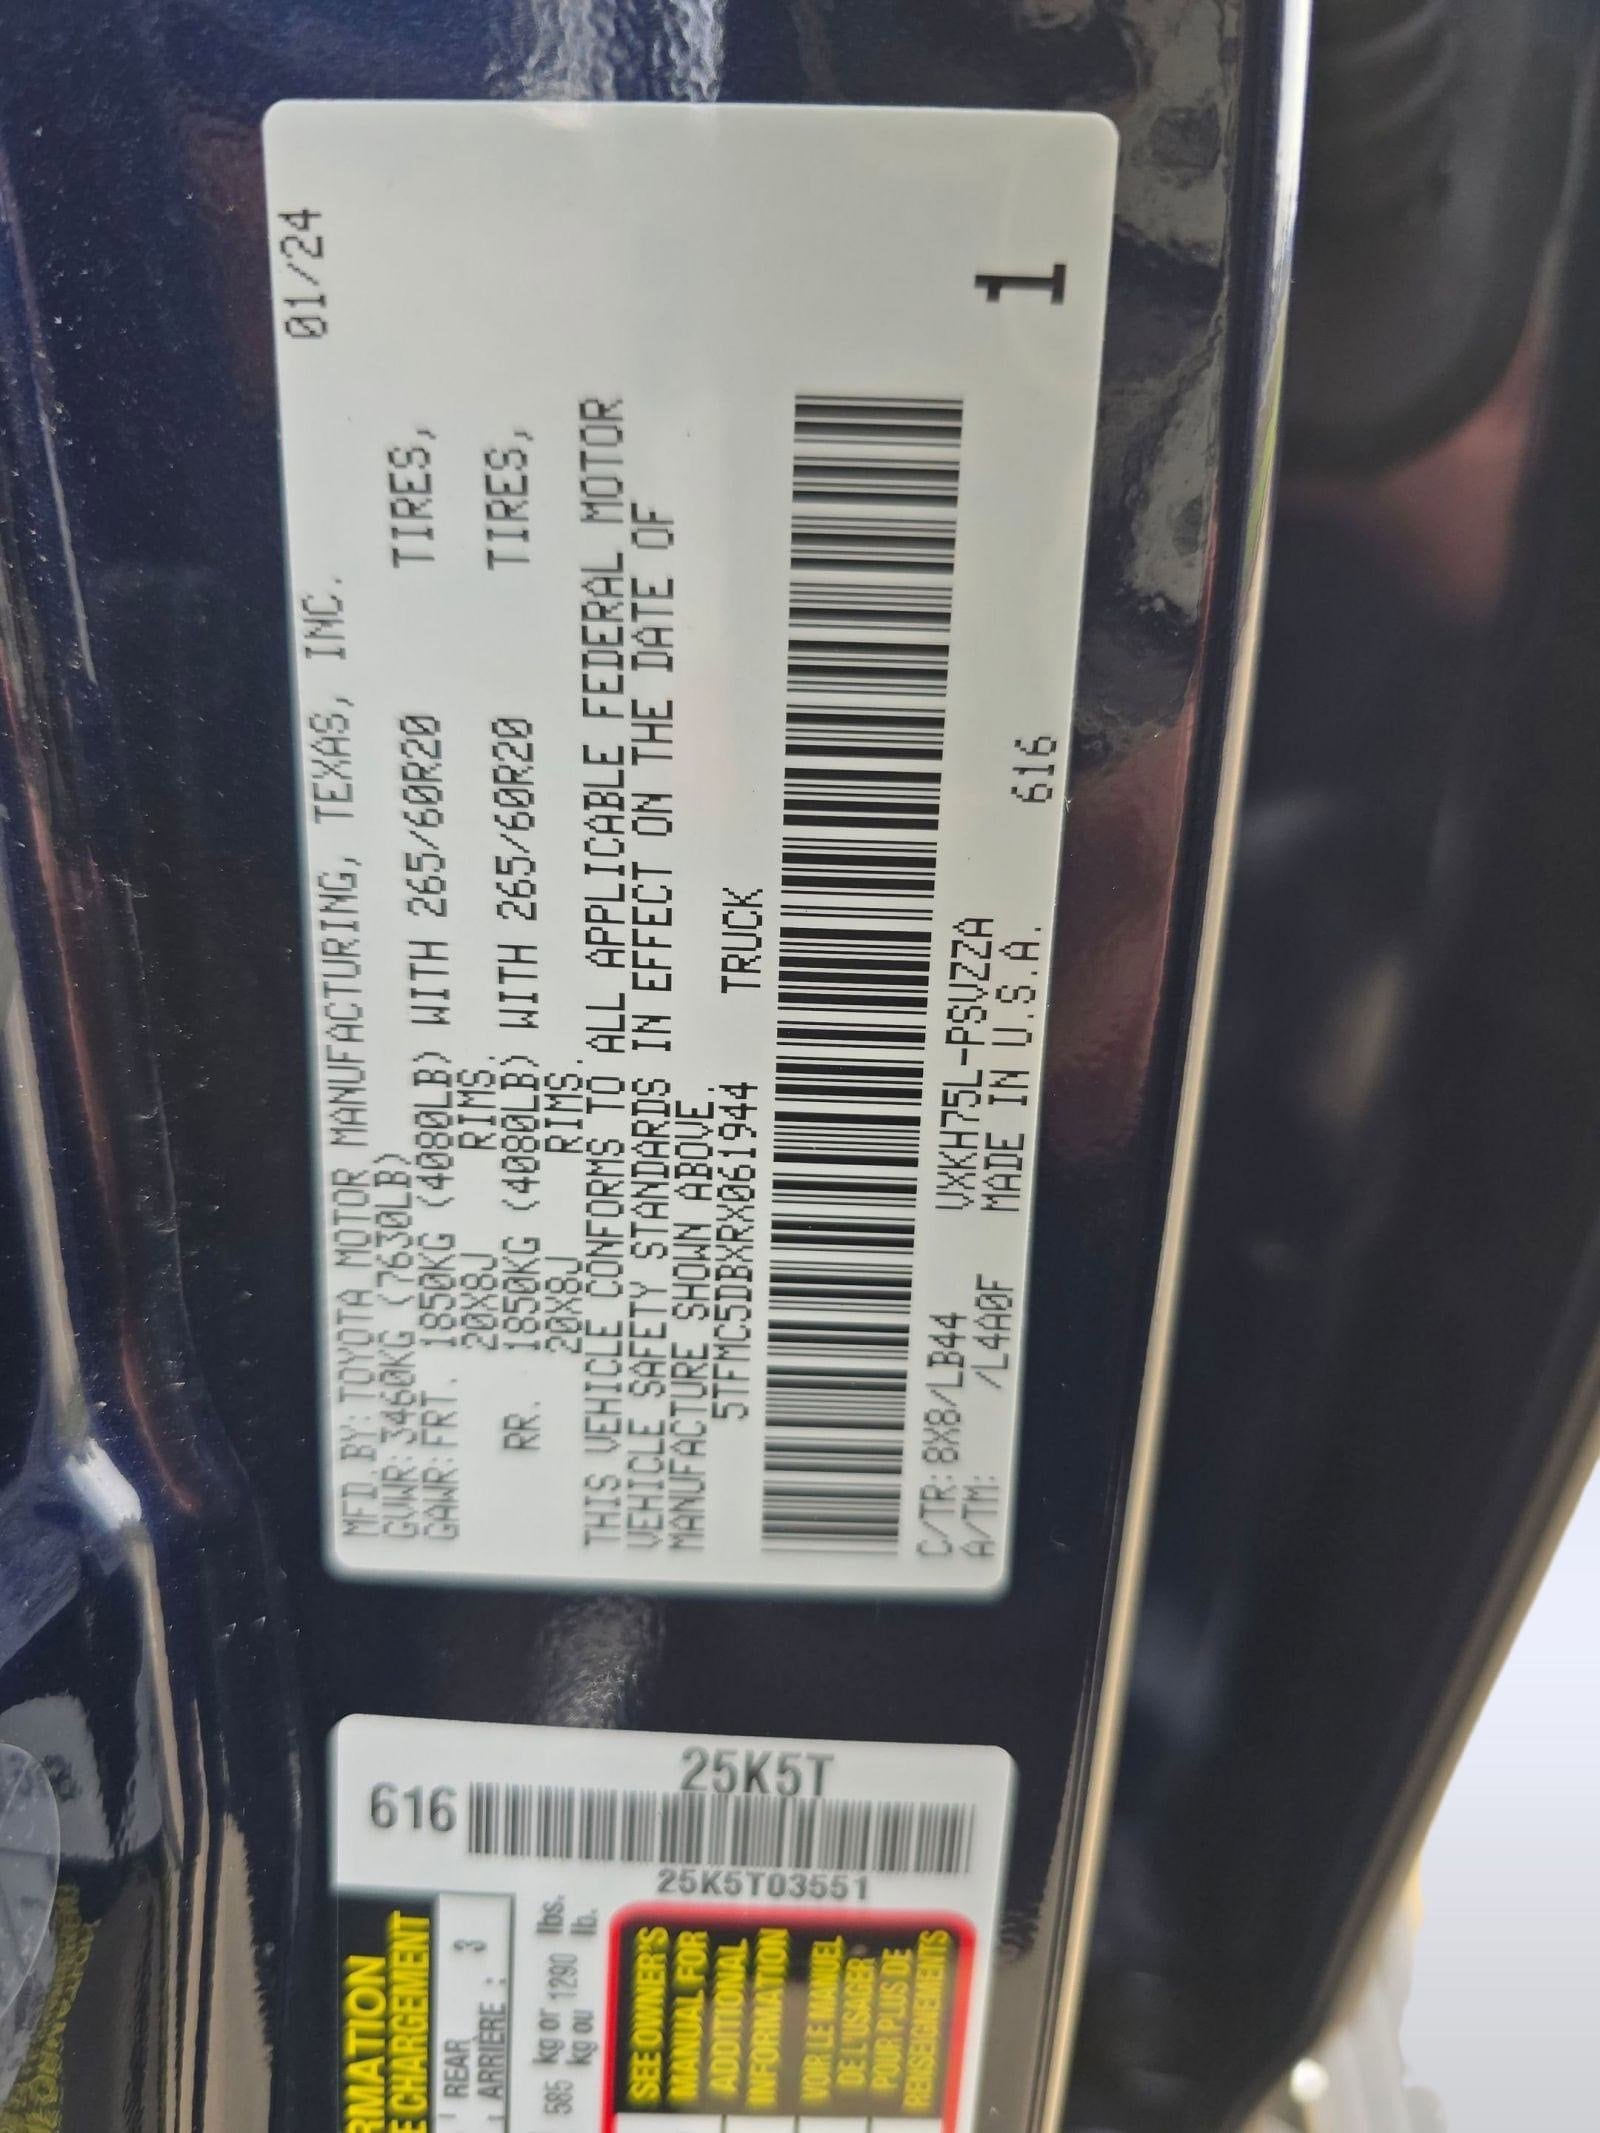 MFD.BY: TOYOTA MOTOR MANUFACTURING, TEXAS, INC. 01/24
GVWR: 3460KG (7630LB)
GAWR: FRT. 1850KG (4080LB) WITH 265/60R20 TIRES,
20X8J RIMS,
RR. 1850KG (4080LB) WITH 265/60R20 TIRES,
20X8J RIMS.
THIS VEHICLE CONFORMS TO ALL APPLICABLE FEDERAL MOTOR
VEHICLE SAFETY STANDARDS IN EFFECT ON THE DATE OF
MANUFACTURE SHOWN ABOVE.
5TFMC5DBXRX061944 TRUCK
C/TR: 8X8/LB44 VXKH75L-PSVZZA
A/TM: /L4A0F MADE IN U.S.A. 616 1
616
25K5T
25K5T03551
RMATION
E CHARGEMENT
REAR
ARRIÈRE : 3
585 kg or 1290 lbs.
kg ou lb.
SEE OWNER'S
MANUAL FOR
ADDITIONAL
INFORMATION
VOIR LE MANUEL
DE L'USAGER
POUR PLUS DE
RENSEIGNEMENTS